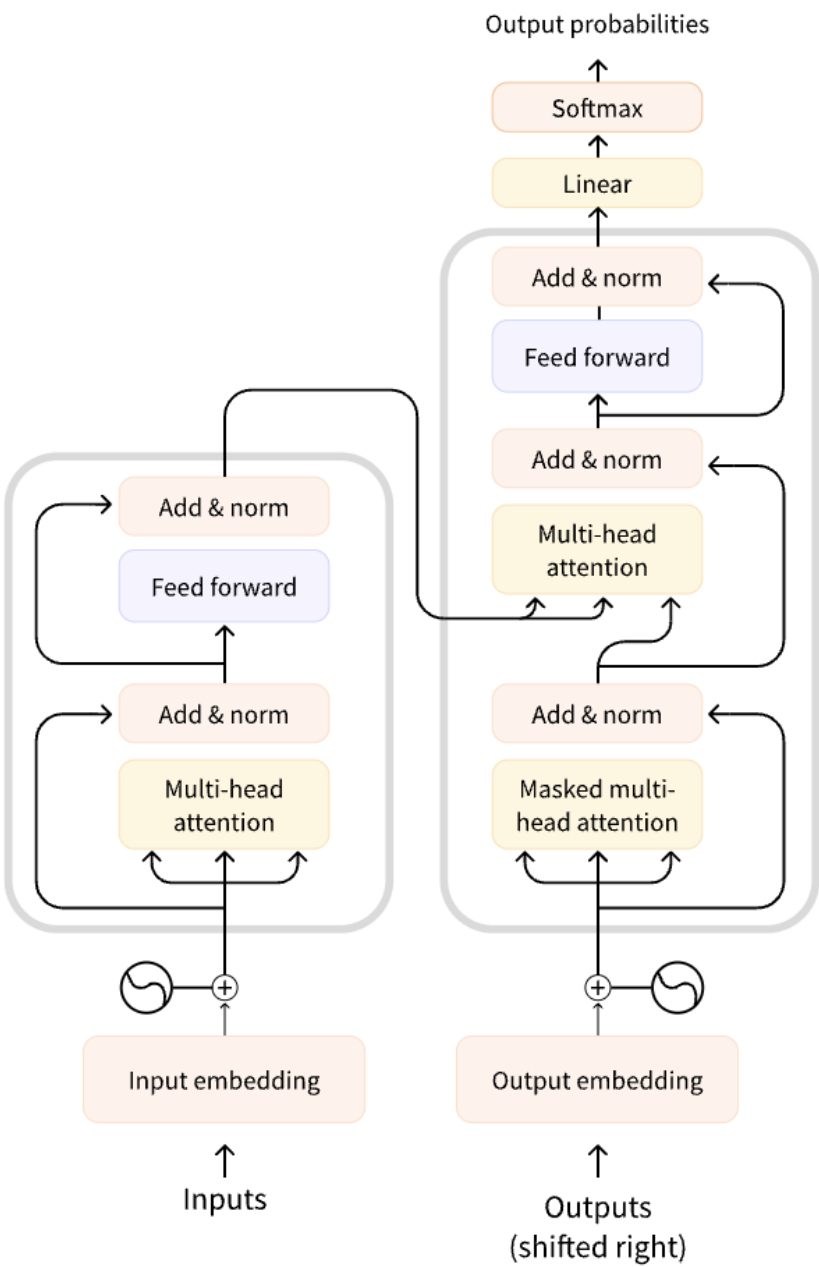 Output probabilities
Softmax
Linear
Add & norm
Feed forward
Add & norm
Multi-head
attention
Add & norm
Masked multi-
head attention
Output embedding
Outputs
(shifted right)
Add & norm
Feed forward
Add & norm
Multi-head
attention
Input embedding
Inputs